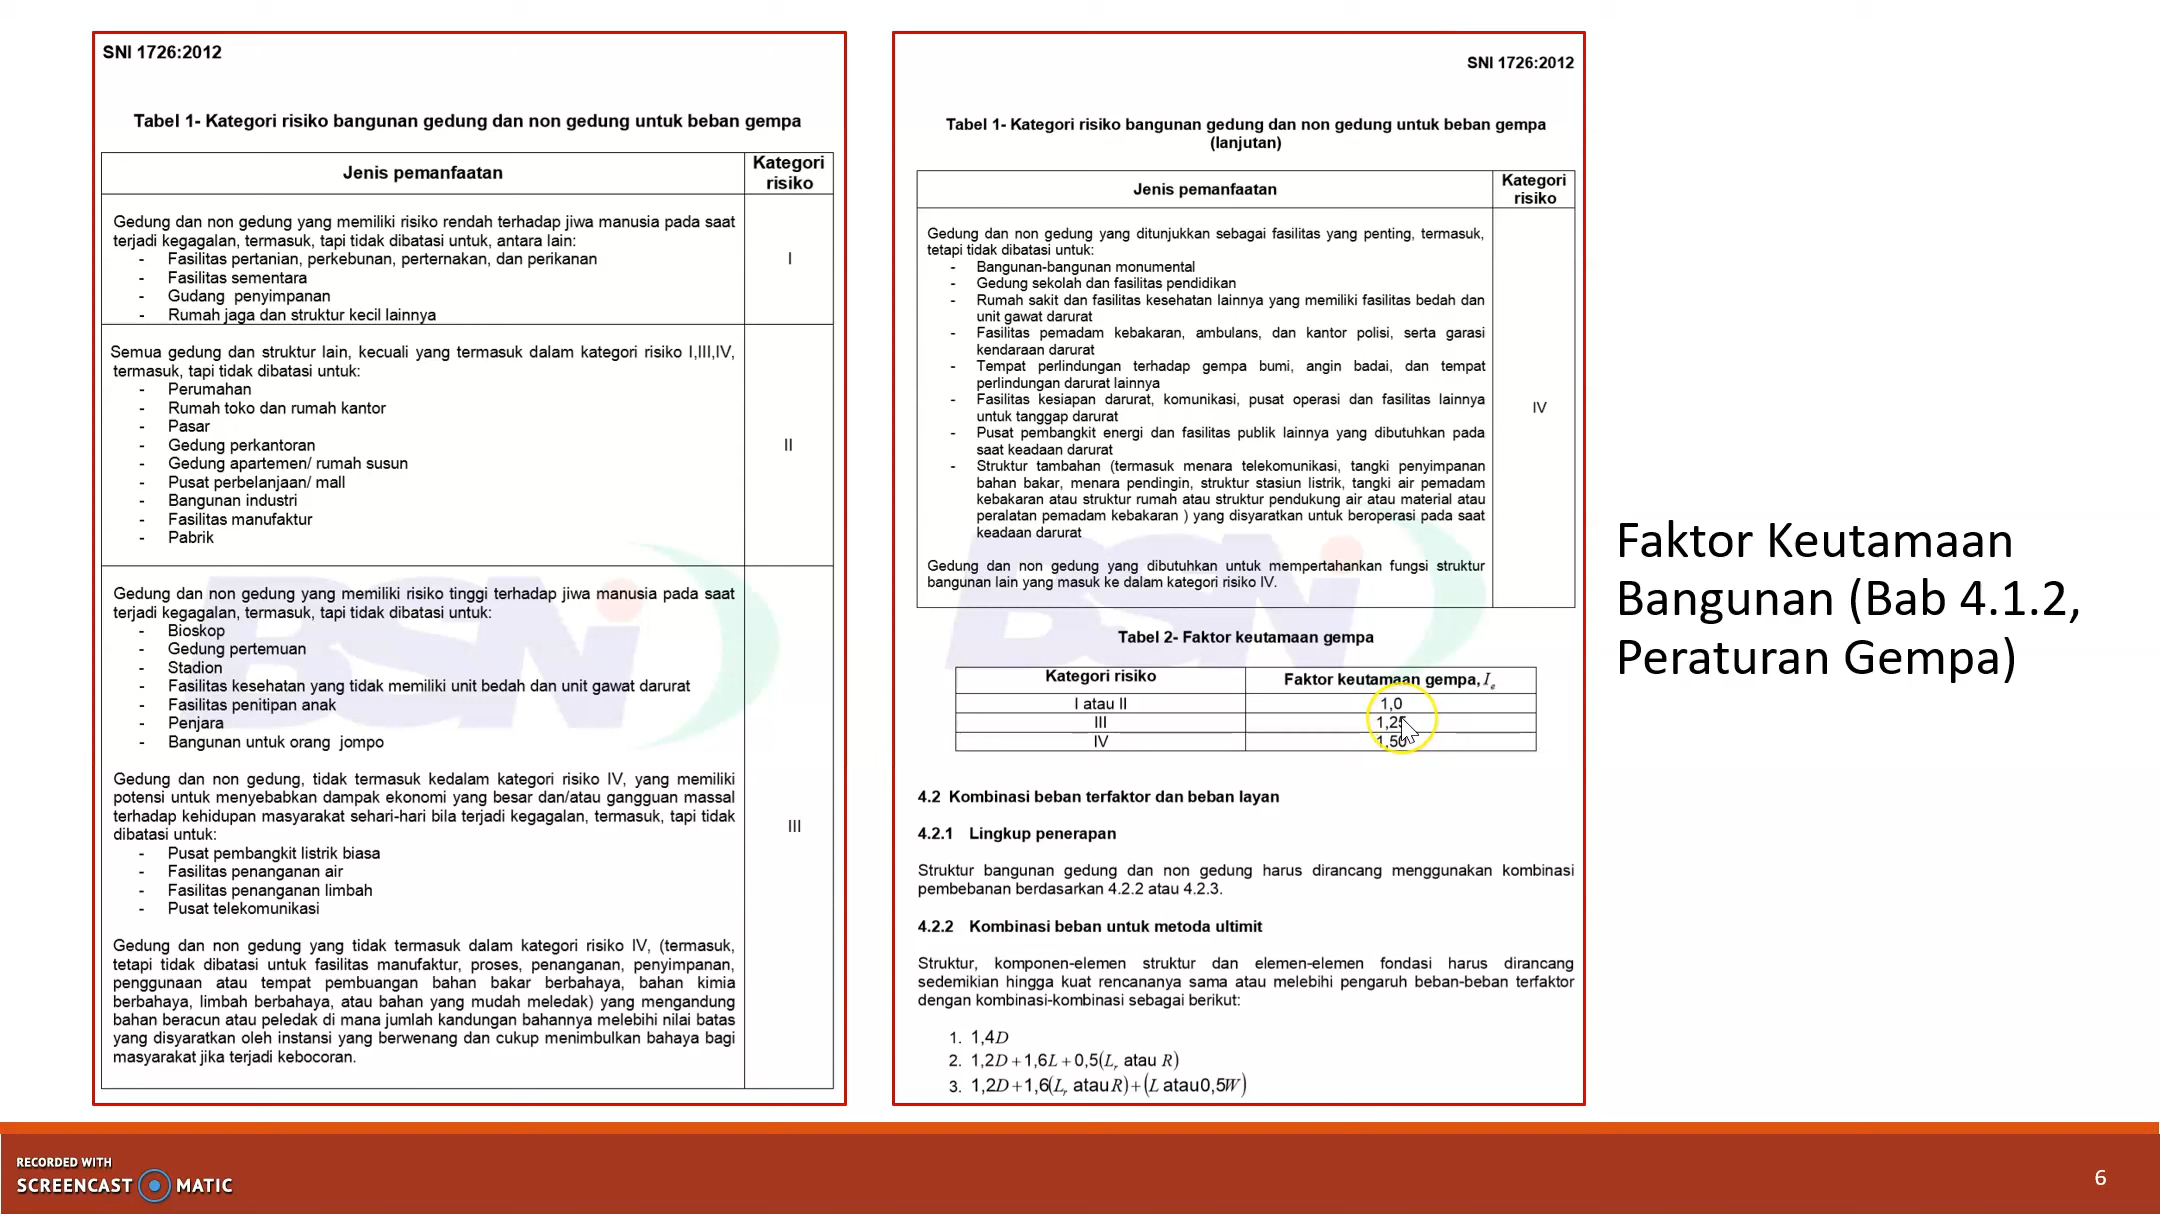 SNI 1726:2012
Tabel 1- Kategori risiko bangunan gedung dan non gedung untuk beban gempa
Jenis pemanfaatan
Kategori
risiko
Gedung dan non gedung yang memiliki risiko rendah terhadap jiwa manusia pada saat
terjadi kegagalan, termasuk, tapi tidak dibatasi untuk, antara lain:
- Fasilitas pertanian, perkebunan, perternakan, dan perikanan
- Fasilitas sementara
- Gudang penyimpanan
- Rumah jaga dan struktur kecil lainnya
I
Semua gedung dan struktur lain, kecuali yang termasuk dalam kategori risiko I,III,IV,
termasuk, tapi tidak dibatasi untuk:
- Perumahan
- Rumah toko dan rumah kantor
- Pasar
- Gedung perkantoran
- Gedung apartemen/ rumah susun
- Pusat perbelanjaan/ mall
- Bangunan industri
- Fasilitas manufaktur
- Pabrik
II
Gedung dan non gedung yang memiliki risiko tinggi terhadap jiwa manusia pada saat
terjadi kegagalan, termasuk, tapi tidak dibatasi untuk:
- Bioskop
- Gedung pertemuan
- Stadion
- Fasilitas kesehatan yang tidak memiliki unit bedah dan unit gawat darurat
- Fasilitas penitipan anak
- Penjara
- Bangunan untuk orang jompo
Gedung dan non gedung, tidak termasuk kedalam kategori risiko IV, yang memiliki
potensi untuk menyebabkan dampak ekonomi yang besar dan/atau gangguan massal
terhadap kehidupan masyarakat sehari-hari bila terjadi kegagalan, termasuk, tapi tidak
dibatasi untuk:
- Pusat pembangkit listrik biasa
- Fasilitas penanganan air
- Fasilitas penanganan limbah
- Pusat telekomunikasi
Gedung dan non gedung yang tidak termasuk dalam kategori risiko IV, (termasuk,
tetapi tidak dibatasi untuk fasilitas manufaktur, proses, penanganan, penyimpanan,
penggunaan atau tempat pembuangan bahan bakar berbahaya, bahan kimia
berbahaya, limbah berbahaya, atau bahan yang mudah meledak) yang mengandung
bahan beracun atau peledak di mana jumlah kandungan bahannya melebihi nilai batas
yang disyaratkan oleh instansi yang berwenang dan cukup menimbulkan bahaya bagi
masyarakat jika terjadi kebocoran.
III
BSN
SNI 1726:2012
Tabel 1- Kategori risiko bangunan gedung dan non gedung untuk beban gempa
(lanjutan)
Jenis pemanfaatan
Kategori
risiko
Gedung dan non gedung yang ditunjukkan sebagai fasilitas yang penting, termasuk,
tetapi tidak dibatasi untuk:
- Bangunan-bangunan monumental
- Gedung sekolah dan fasilitas pendidikan
- Rumah sakit dan fasilitas kesehatan lainnya yang memiliki fasilitas bedah dan
unit gawat darurat
- Fasilitas pemadam kebakaran, ambulans, dan kantor polisi, serta garasi
kendaraan darurat
- Tempat perlindungan terhadap gempa bumi, angin badai, dan tempat
perlindungan darurat lainnya
- Fasilitas kesiapan darurat, komunikasi, pusat operasi dan fasilitas lainnya
untuk tanggap darurat
- Pusat pembangkit energi dan fasilitas publik lainnya yang dibutuhkan pada
saat keadaan darurat
- Struktur tambahan (termasuk menara telekomunikasi, tangki penyimpanan
bahan bakar, menara pendingin, struktur stasiun listrik, tangki air pemadam
kebakaran atau struktur rumah atau struktur pendukung air atau material atau
peralatan pemadam kebakaran ) yang disyaratkan untuk beroperasi pada saat
keadaan darurat
Gedung dan non gedung yang dibutuhkan untuk mempertahankan fungsi struktur
bangunan lain yang masuk ke dalam kategori risiko IV.
IV
BSN
Tabel 2- Faktor keutamaan gempa
Kategori risiko Faktor keutamaan gempa, Ie
I atau II 1,0
III 1,25
IV 1,50
4.2 Kombinasi beban terfaktor dan beban layan
4.2.1 Lingkup penerapan
Struktur bangunan gedung dan non gedung harus dirancang menggunakan kombinasi
pembebanan berdasarkan 4.2.2 atau 4.2.3.
4.2.2 Kombinasi beban untuk metoda ultimit
Struktur, komponen-elemen struktur dan elemen-elemen fondasi harus dirancang
sedemikian hingga kuat rencananya sama atau melebihi pengaruh beban-beban terfaktor
dengan kombinasi-kombinasi sebagai berikut:
1. 1,4D
2. 1,2D + 1,6L + 0,5(Lr atau R)
3. 1,2D + 1,6(Lr atau R) + (L atau 0,5W)
Faktor Keutamaan
Bangunan (Bab 4.1.2,
Peraturan Gempa)
RECORDED WITH
SCREENCAST MATIC
6